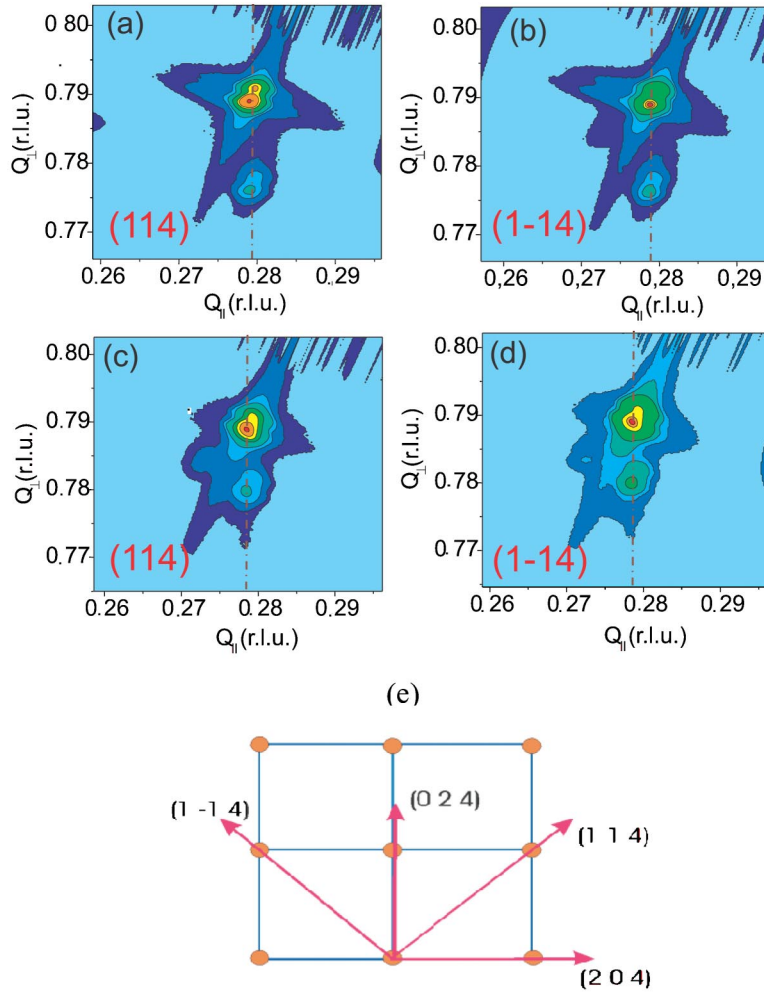 (a)
0 80
0.79
0.78
0.77
Q⊥(r.l.u.)
(114)
0.26 0.27 0.28 0.29
Q||(r.l.u.)
(b)
0.80
0.79
0.78
0.77
Q⊥(r.l.u.)
(1-14)
0,26 0,27 0,28 0,29
Q||(r.l.u.)
(c)
0.80
0.79
0.78
0.77
Q⊥(r.l.u.)
(114)
0.26 0.27 0.28 0.29
Q||(r.l.u.)
(d)
0.80
0.79
0.78
0.77
Q⊥(r.l.u.)
(1-14)
0.26 0.27 0.28 0.29
Q||(r.l.u.)
(e)
(1 -1 4)
(0 2 4)
(1 1 4)
(2 0 4)